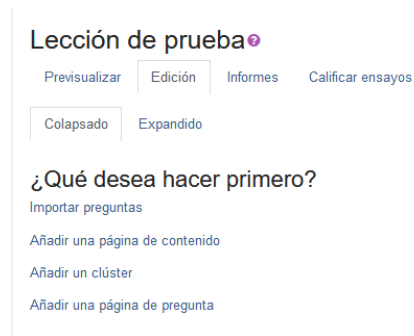 Lección de prueba
Previsualizar Edición Informes Calificar ensayos
Colapsado Expandido
¿Qué desea hacer primero?
Importar preguntas
Añadir una página de contenido
Añadir un clúster
Añadir una página de pregunta